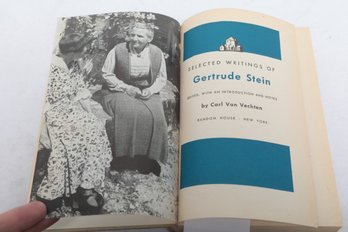 SELECTED WRITINGS OF
Gertrude Stein
EDITED, WITH AN INTRODUCTION AND NOTES
by Carl Van Vechten
RANDOM HOUSE · NEW YORK